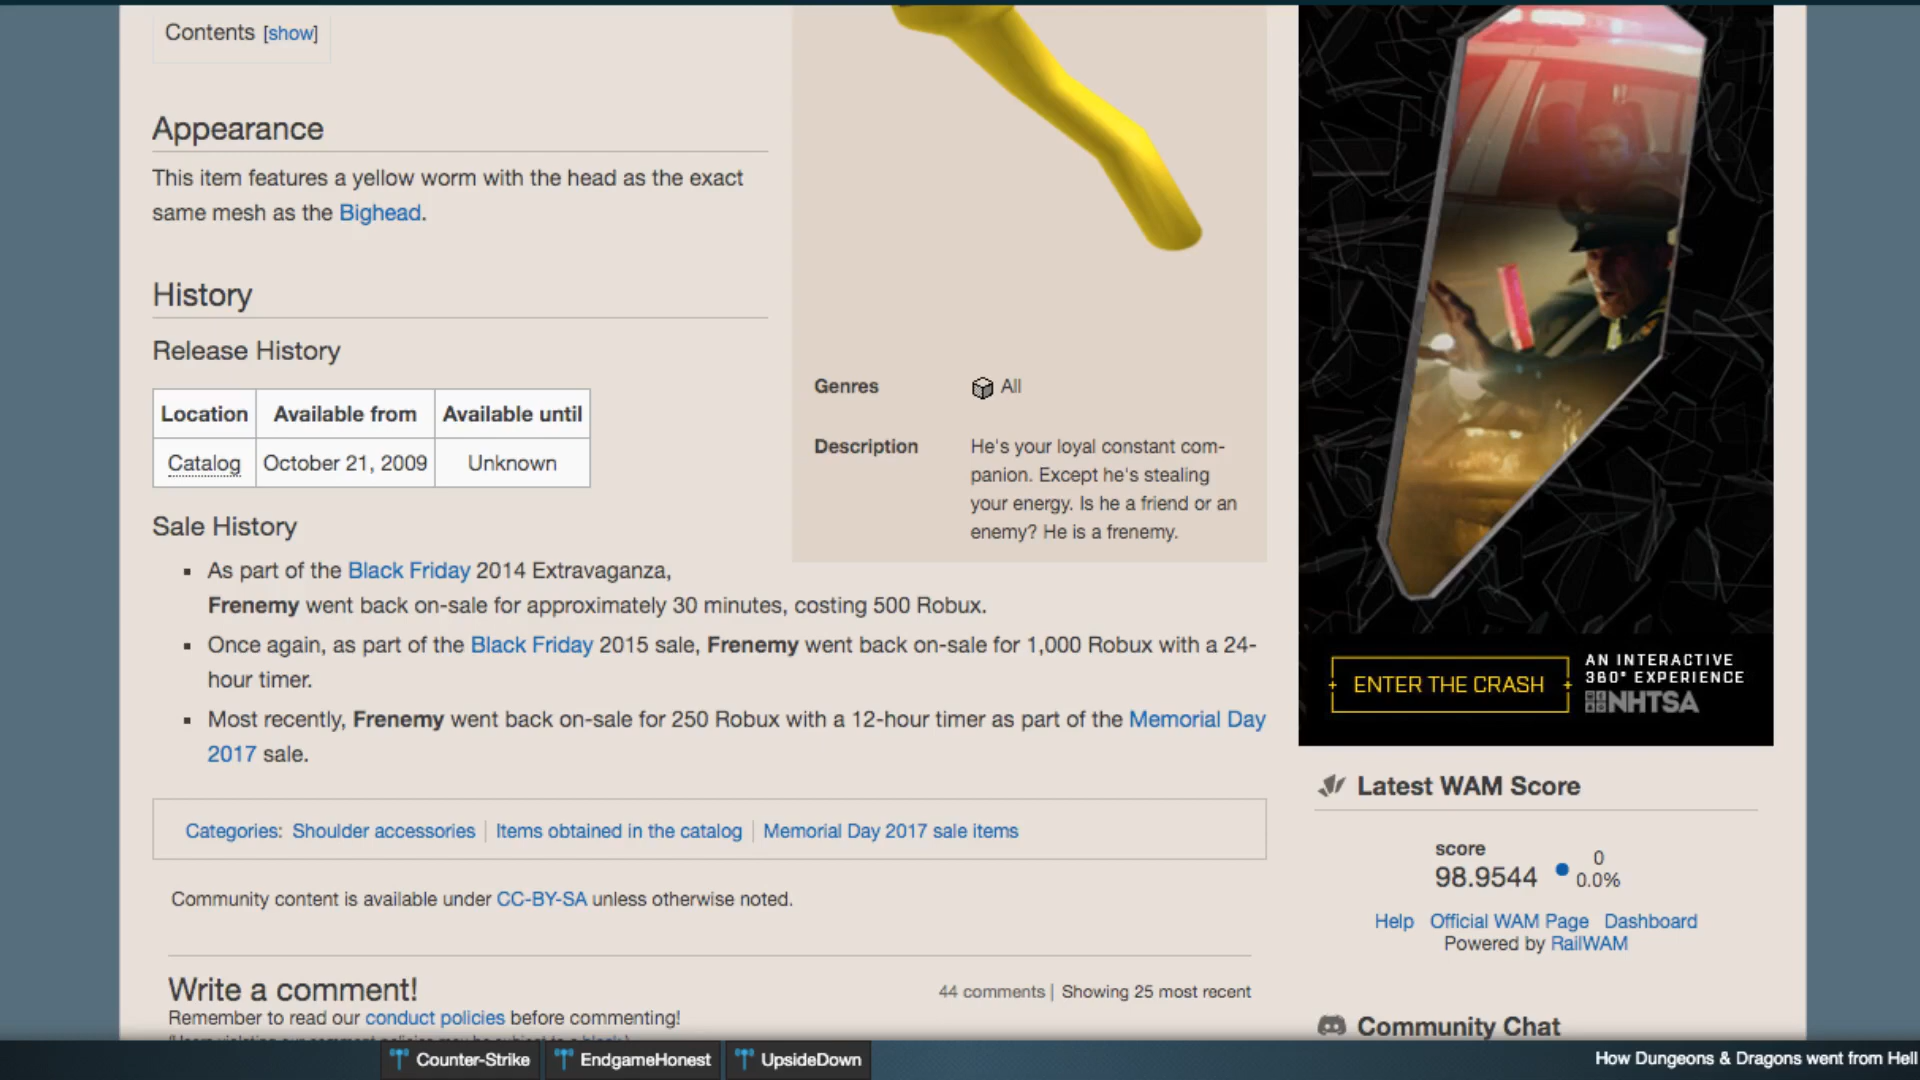 Contents [show]
Appearance
This item features a yellow worm with the head as the exact
same mesh as the Bighead.
History
Release History
Location Available from Available until
Catalog October 21, 2009 Unknown
Genres All
Description He's your loyal constant com-
panion. Except he's stealing
your energy. Is he a friend or an
enemy? He is a frenemy.
Sale History
▪ As part of the Black Friday 2014 Extravaganza,
Frenemy went back on-sale for approximately 30 minutes, costing 500 Robux.
▪ Once again, as part of the Black Friday 2015 sale, Frenemy went back on-sale for 1,000 Robux with a 24-
hour timer.
▪ Most recently, Frenemy went back on-sale for 250 Robux with a 12-hour timer as part of the Memorial Day
2017 sale.
Categories: Shoulder accessories | Items obtained in the catalog | Memorial Day 2017 sale items
Community content is available under CC-BY-SA unless otherwise noted.
Write a comment!
44 comments | Showing 25 most recent
Remember to read our conduct policies before commenting!
ENTER THE CRASH
AN INTERACTIVE
360° EXPERIENCE
NHTSA
Latest WAM Score
score
98.9544
0
0.0%
Help Official WAM Page Dashboard
Powered by RailWAM
Community Chat
Counter-Strike EndgameHonest UpsideDown
How Dungeons & Dragons went from Hell